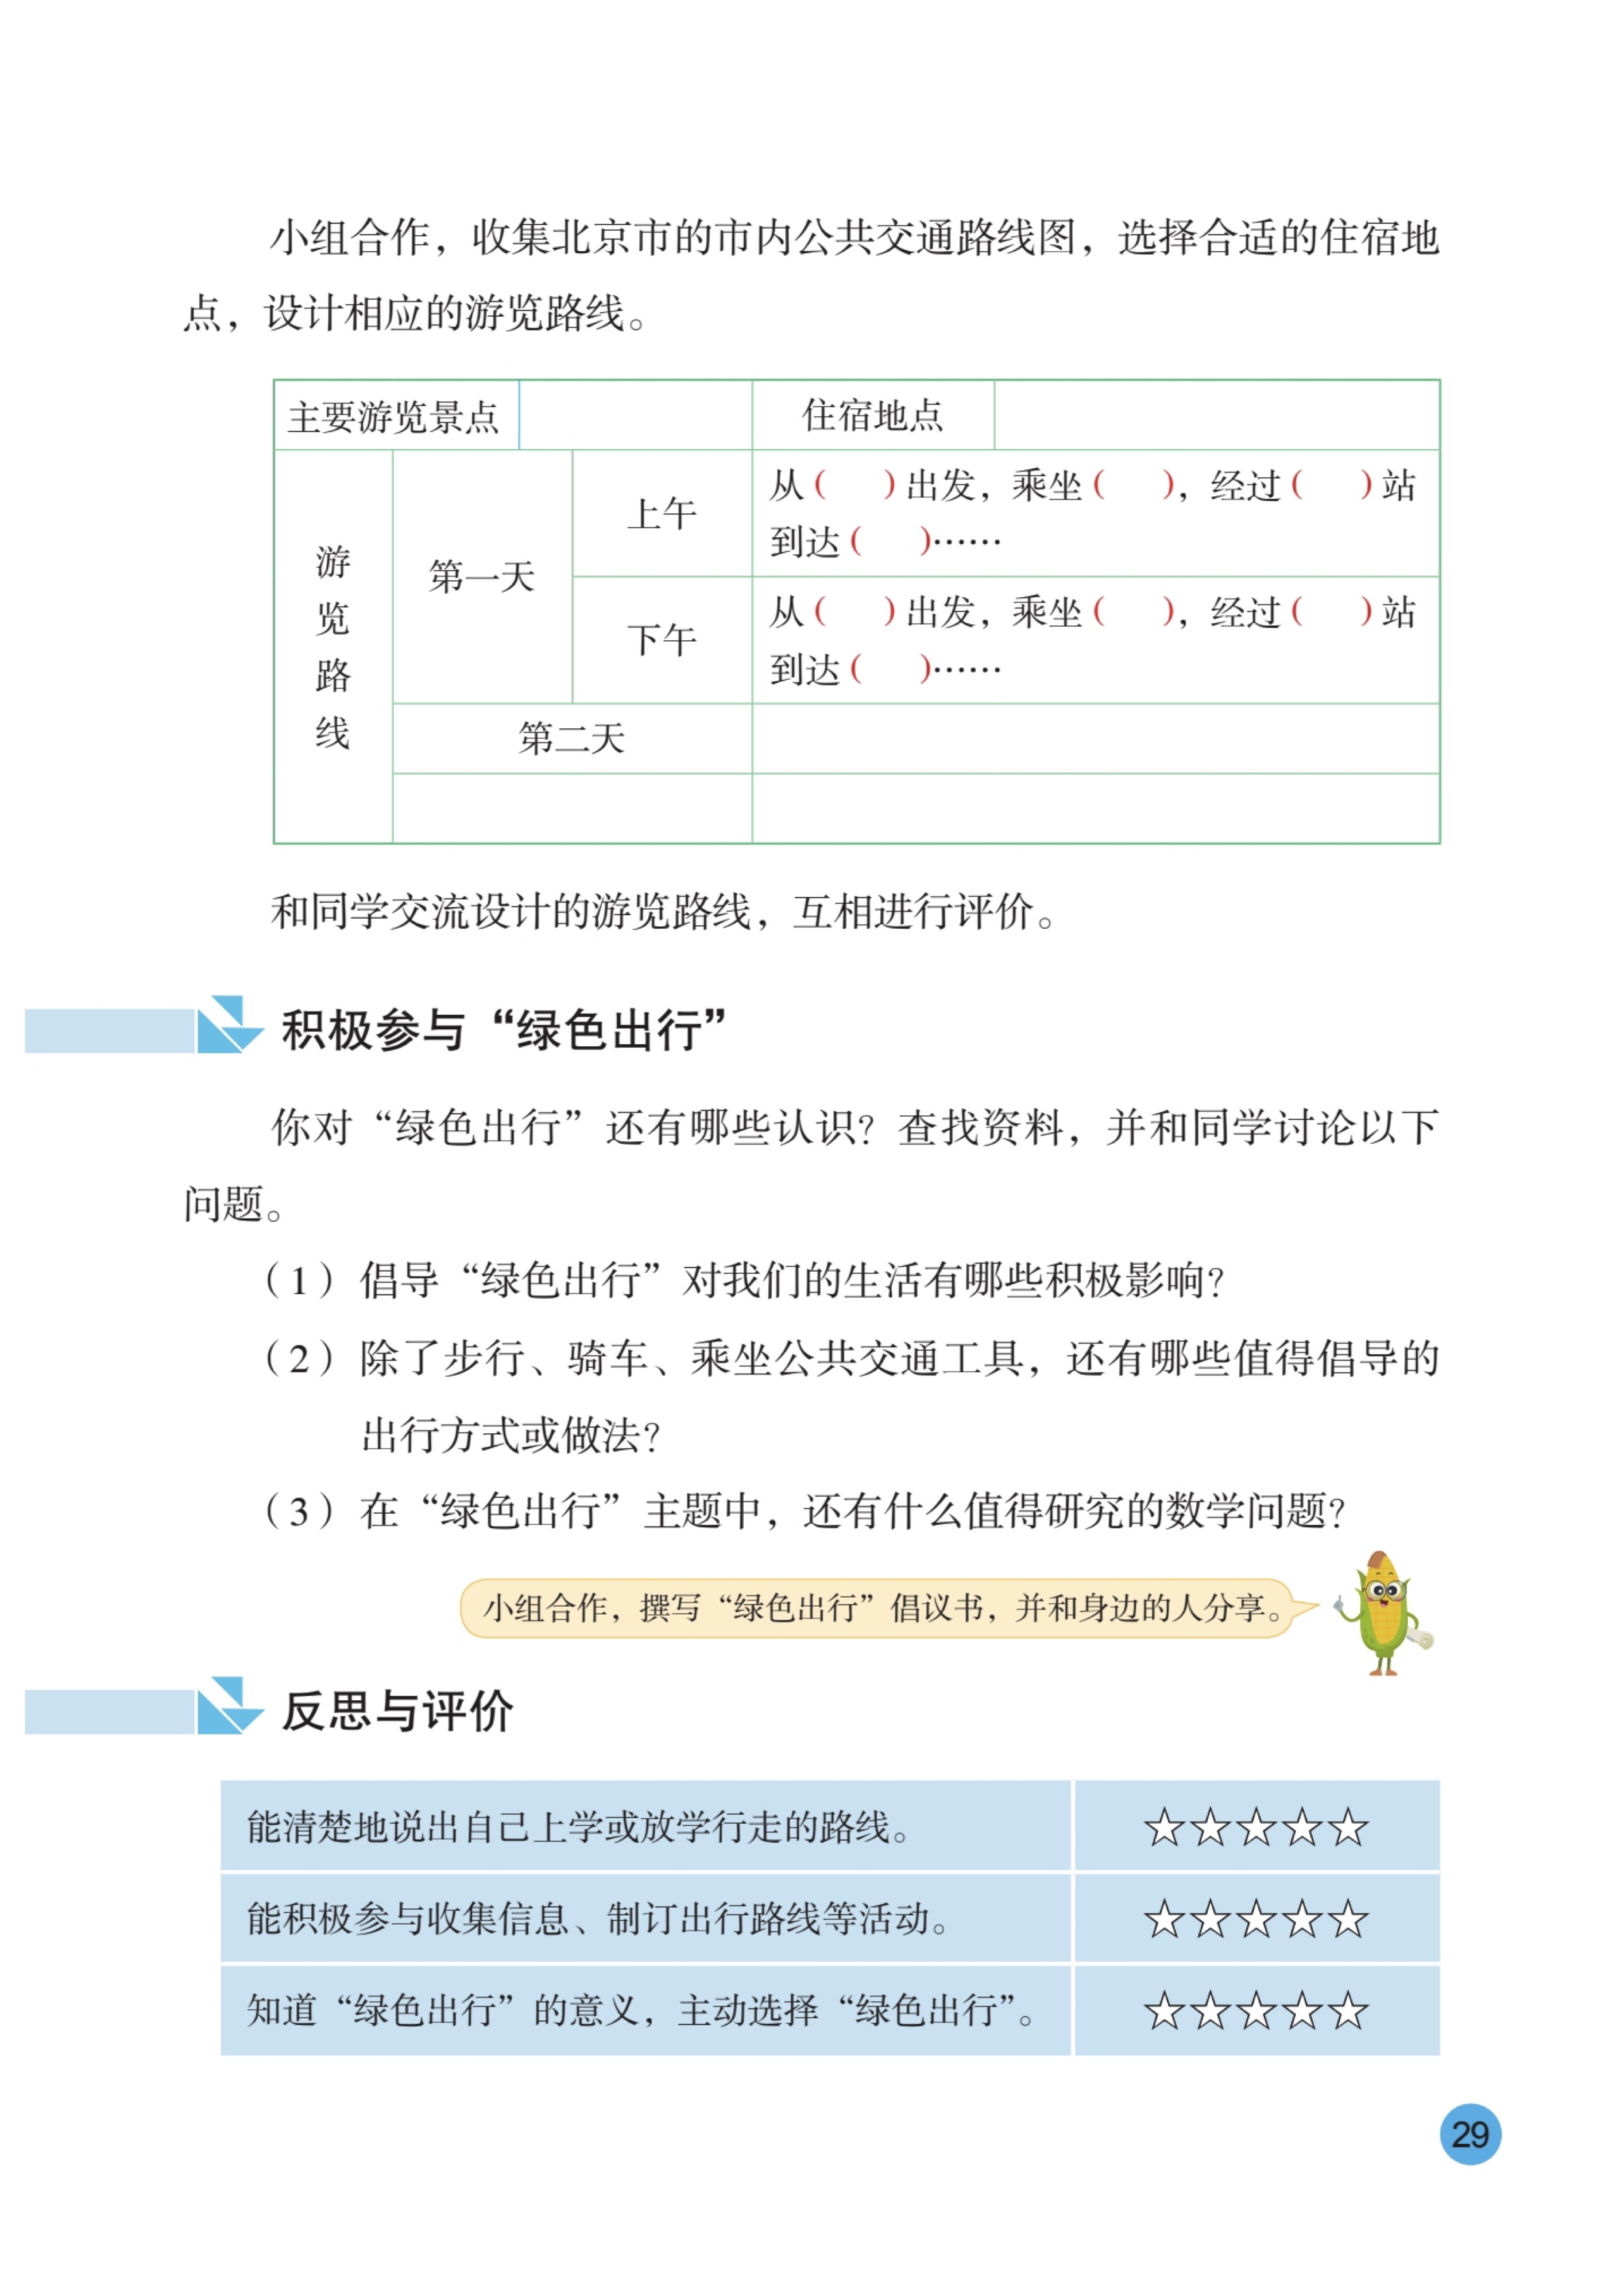 小组合作，收集北京市的市内公共交通路线图，选择合适的住宿地
点，设计相应的游览路线。
主要游览景点 住宿地点
游览路线
第一天
上午
从（ ）出发，乘坐（ ），经过（ ）站
到达（ ）……
下午
从（ ）出发，乘坐（ ），经过（ ）站
到达（ ）……
第二天
和同学交流设计的游览路线，互相进行评价。
积极参与“绿色出行”
你对“绿色出行”还有哪些认识？查找资料，并和同学讨论以下
问题。
（1）倡导“绿色出行”对我们的生活有哪些积极影响？
（2）除了步行、骑车、乘坐公共交通工具，还有哪些值得倡导的
出行方式或做法？
（3）在“绿色出行”主题中，还有什么值得研究的数学问题？
小组合作，撰写“绿色出行”倡议书，并和身边的人分享。
反思与评价
能清楚地说出自己上学或放学行走的路线。 ☆☆☆☆☆
能积极参与收集信息、制订出行路线等活动。 ☆☆☆☆☆
知道“绿色出行”的意义，主动选择“绿色出行”。 ☆☆☆☆☆
29